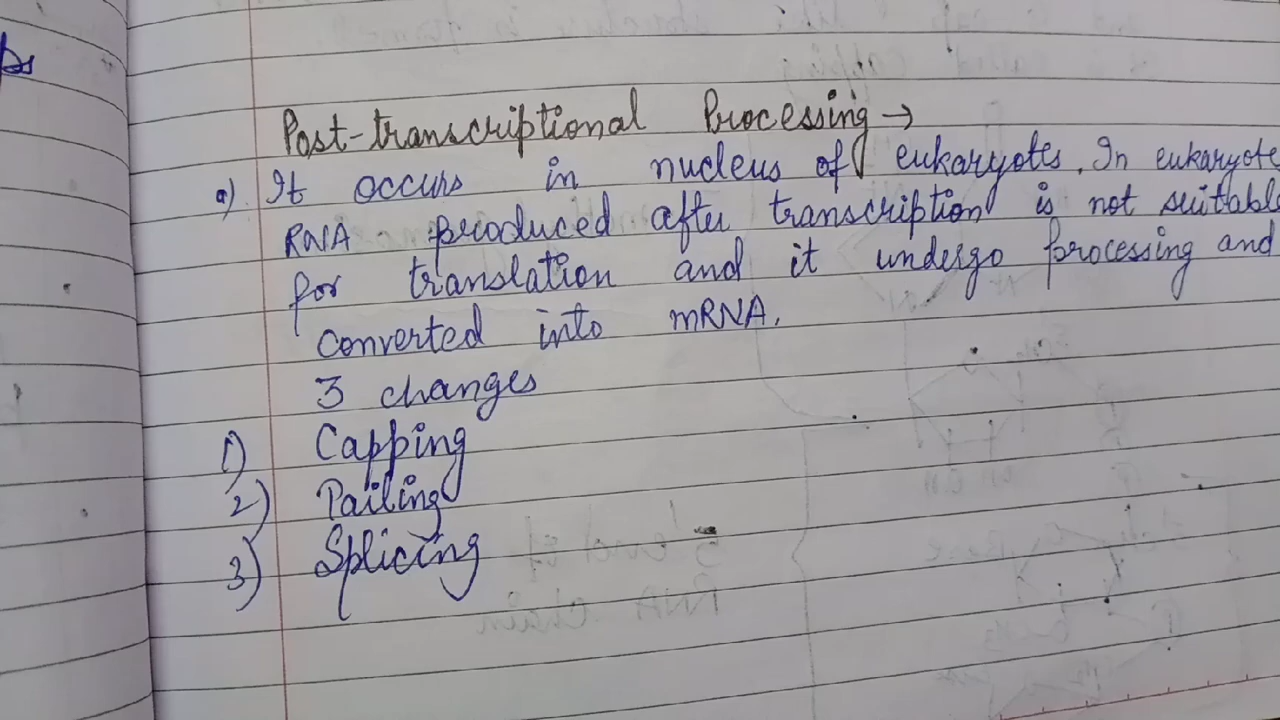 Post-transcriptional Processing →
a) It occurs in nucleus of eukaryotes. In eukaryote
RNA produced after transcription is not suitable
for translation and it undergo processing and
converted into mRNA.
3 changes
1) Capping
2) Pailing
3) Splicing